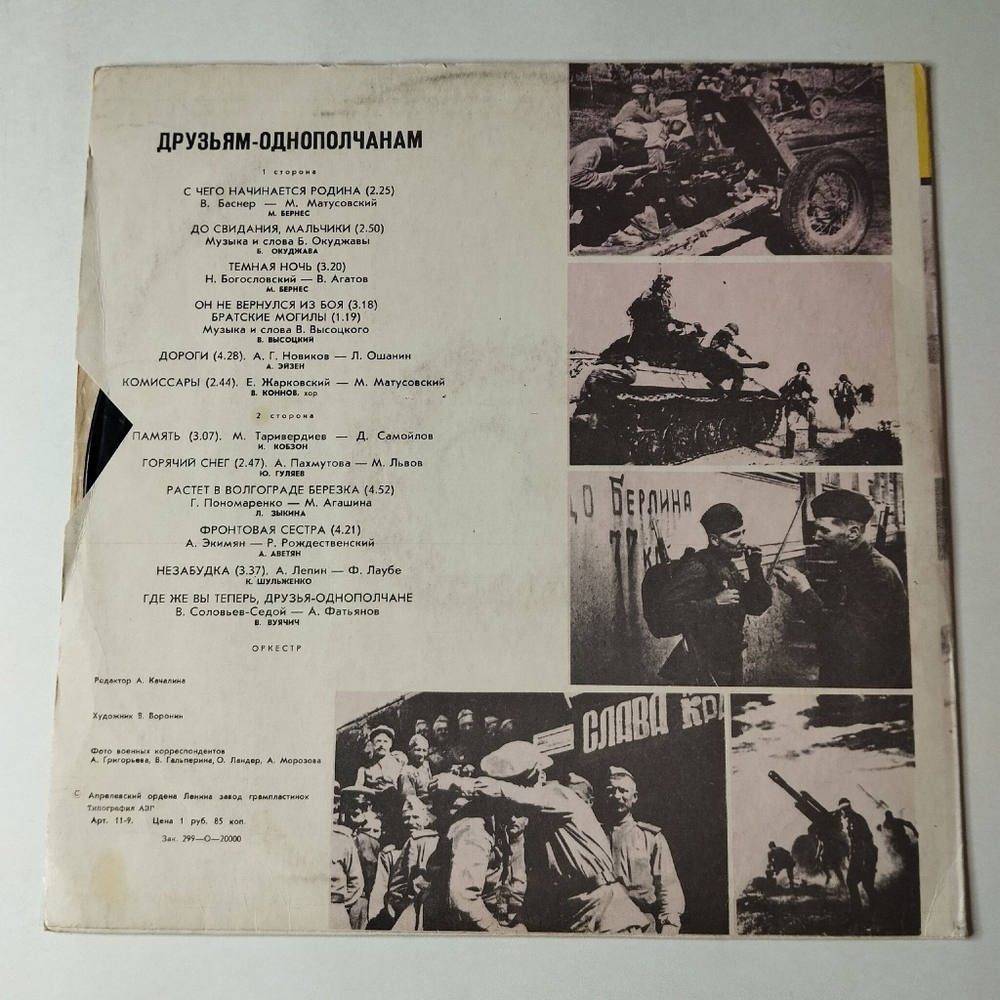 ДРУЗЬЯМ-ОДНОПОЛЧАНАМ
1 сторона
С ЧЕГО НАЧИНАЕТСЯ РОДИНА (2.25)
В. Баснер — М. Матусовский
М. БЕРНЕС
ДО СВИДАНИЯ, МАЛЬЧИКИ (2.50)
Музыка и слова Б. Окуджавы
Б. ОКУДЖАВА
ТЕМНАЯ НОЧЬ (3.20)
Н. Богословский — В. Агатов
М. БЕРНЕС
ОН НЕ ВЕРНУЛСЯ ИЗ БОЯ (3.18)
БРАТСКИЕ МОГИЛЫ (1.19)
Музыка и слова В. Высоцкого
В. ВЫСОЦКИЙ
ДОРОГИ (4.28). А. Г. Новиков — Л. Ошанин
А. ЭЙЗЕН
КОМИССАРЫ (2.44). Е. Жарковский — М. Матусовский
В. КОННОВ, хор
2 сторона
ПАМЯТЬ (3.07). М. Таривердиев — Д. Самойлов
И. КОБЗОН
ГОРЯЧИЙ СНЕГ (2.47). А. Пахмутова — М. Львов
Ю. ГУЛЯЕВ
РАСТЕТ В ВОЛГОГРАДЕ БЕРЕЗКА (4.52)
Г. Пономаренко — М. Агашина
Л. ЗЫКИНА
ФРОНТОВАЯ СЕСТРА (4.21)
А. Экимян — Р. Рождественский
А. АВЕТЯН
НЕЗАБУДКА (3.37). А. Лепин — Ф. Лаубе
К. ШУЛЬЖЕНКО
ГДЕ ЖЕ ВЫ ТЕПЕРЬ, ДРУЗЬЯ-ОДНОПОЛЧАНЕ
В. Соловьев-Седой — А. Фатьянов
В. ВУЯЧИЧ
ОРКЕСТР
Редактор А. Качалина
Художник В. Воронин
Фото военных корреспондентов
А. Григорьева, В. Гальперина, О. Ландер, А. Морозова
© Апрелевский ордена Ленина завод грампластинок
Типография АЗГ
Арт. 11-9. Цена 1 руб. 85 коп.
Зак. 299—О—20000
ДО БЕРЛИНА
77 к
СЛАВА КРА